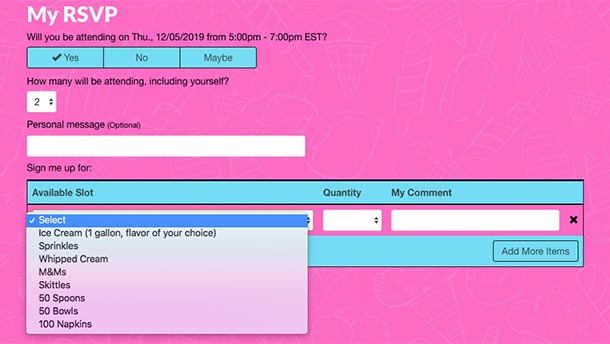 My RSVP
Will you be attending on Thu., 12/05/2019 from 5:00pm - 7:00pm EST?
✔ Yes No Maybe
How many will be attending, including yourself?
2
Personal message (Optional)
Sign me up for:
Available Slot Quantity My Comment
✓ Select
Ice Cream (1 gallon, flavor of your choice)
Sprinkles
Whipped Cream
M&Ms
Skittles
50 Spoons
50 Bowls
100 Napkins
Add More Items